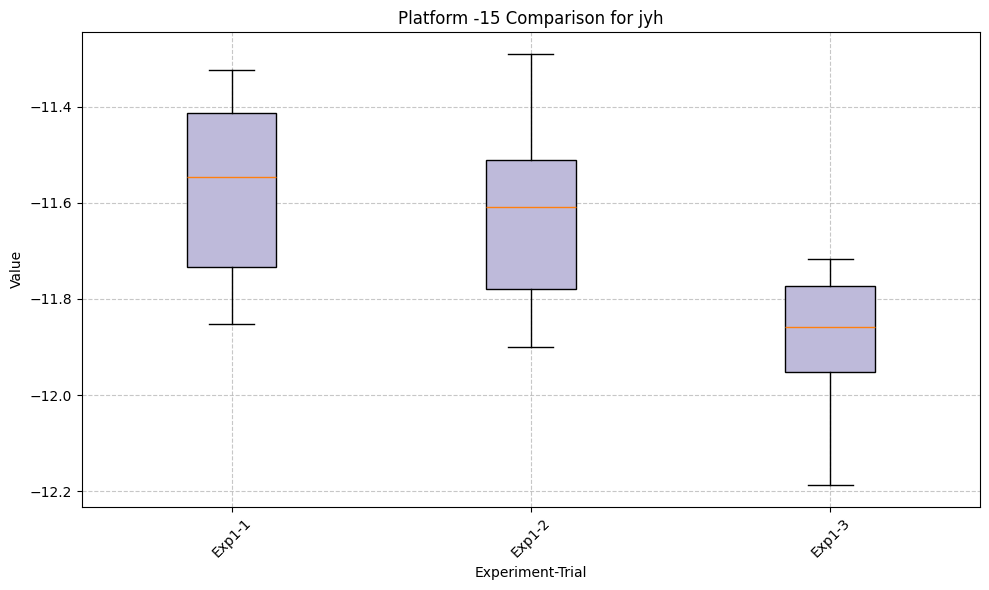 Platform -15 Comparison for jyh
Value
−11.4
−11.6
−11.8
−12.0
−12.2
Exp1-1
Exp1-2
Exp1-3
Experiment-Trial